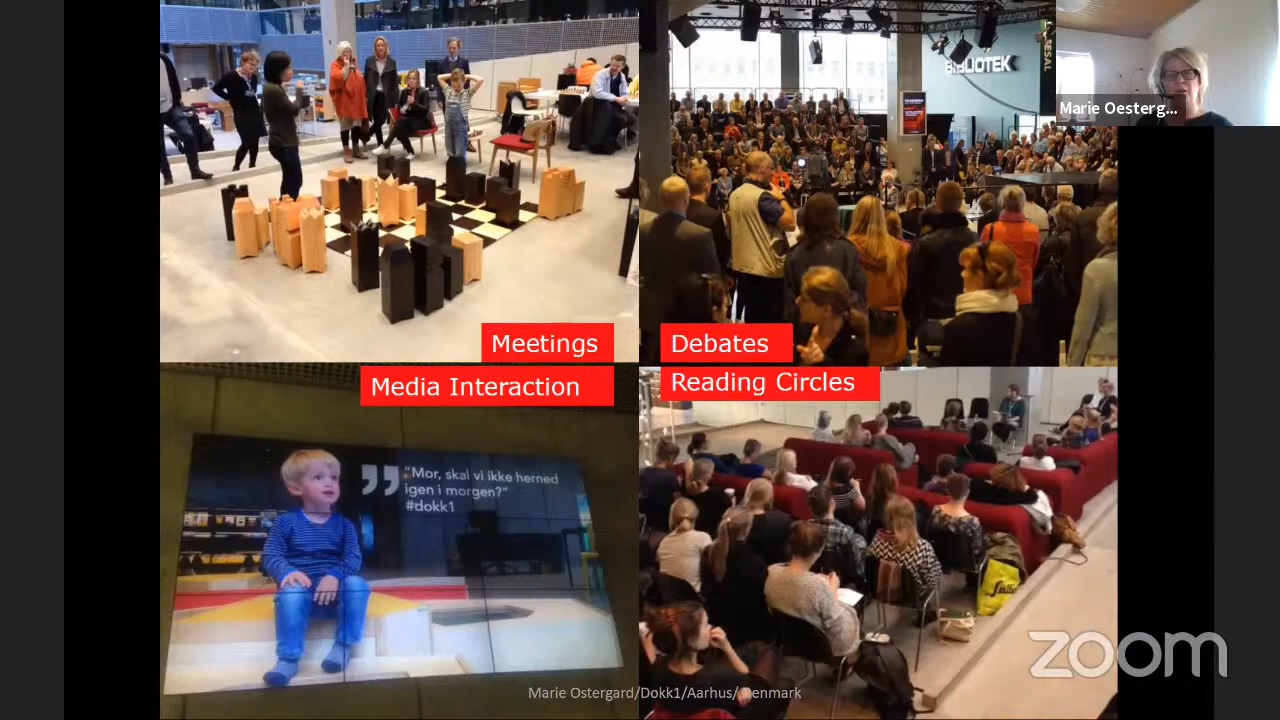 BIBLIOTEK
Marie Oesterg...
Meetings
Debates
Media Interaction
Reading Circles
"Mor, skal vi ikke herned
igen i morgen?"
#dokk1
zoom
Marie Ostergard/Dokk1/Aarhus/ Denmark